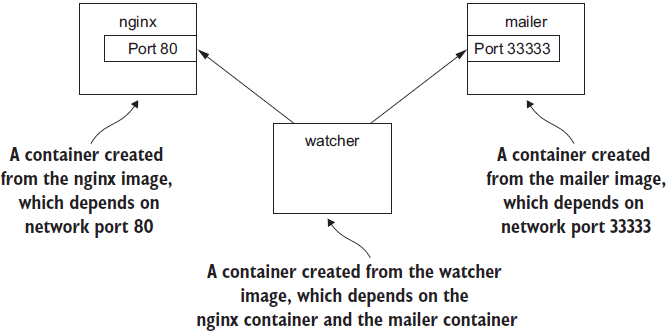 nginx
Port 80
mailer
Port 33333
watcher
A container created
from the nginx image,
which depends on
network port 80
A container created
from the mailer image,
which depends on
network port 33333
A container created from the watcher
image, which depends on the
nginx container and the mailer container